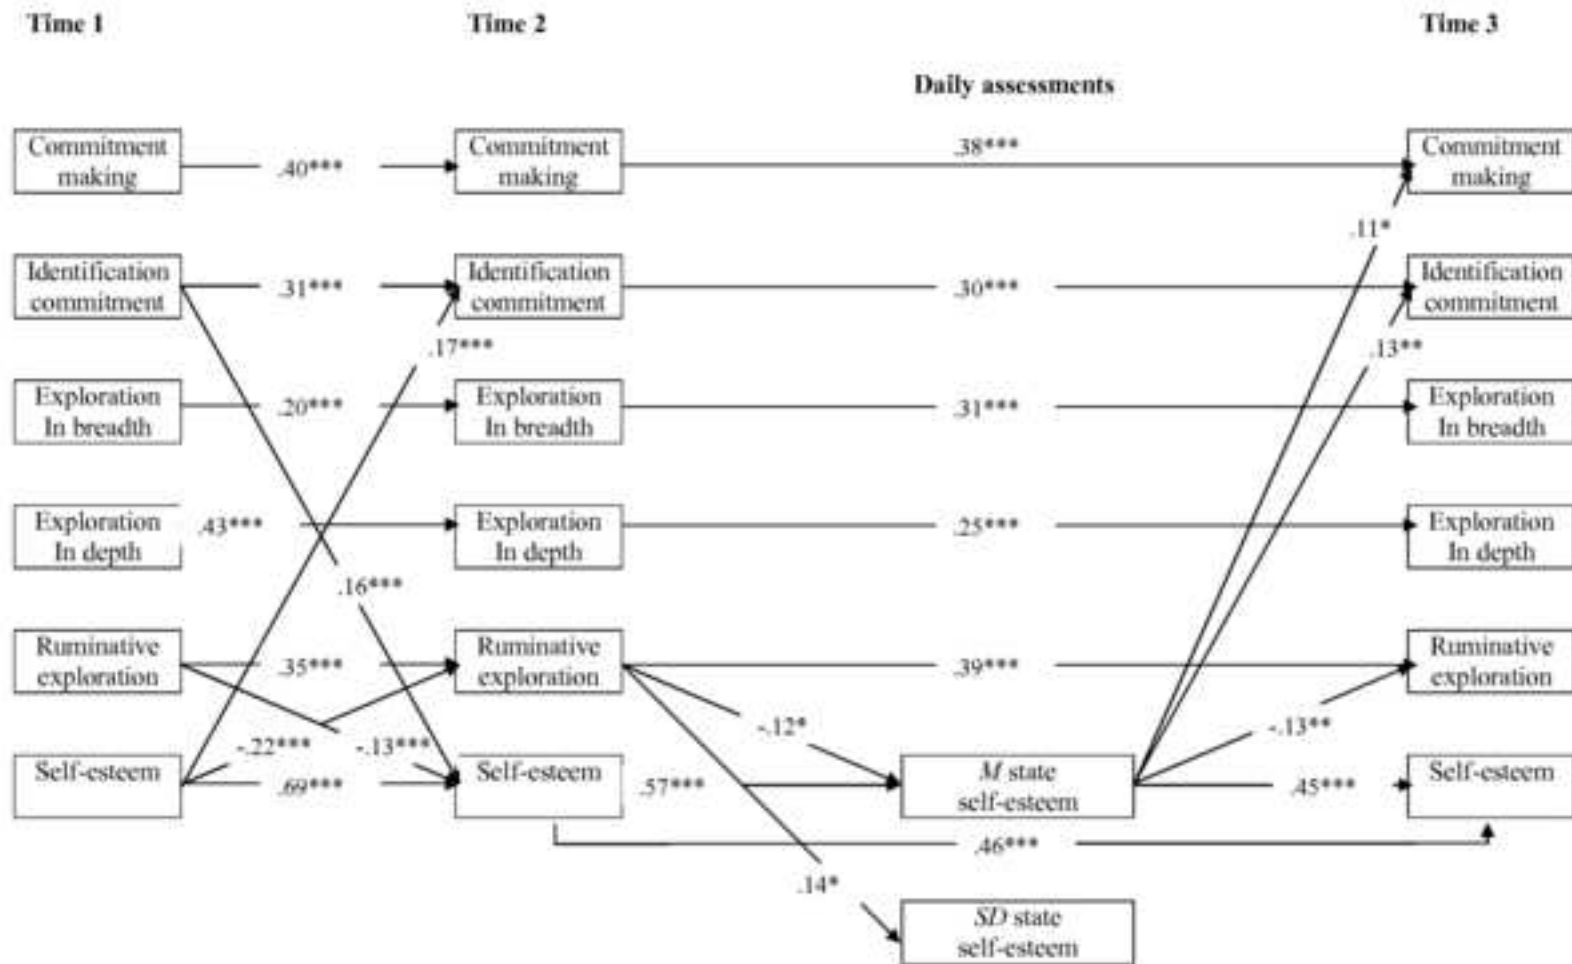 Time 1
Time 2
Time 3
Daily assessments
Commitment
making
.40***
Commitment
making
.38***
Commitment
making
.11*
Identification
commitment
.31***
Identification
commitment
.30***
Identification
commitment
.17***
.13**
Exploration
In breadth
.20***
Exploration
In breadth
.31***
Exploration
In breadth
Exploration
In depth
.43***
Exploration
In depth
.25***
Exploration
In depth
.16***
Ruminative
exploration
.35***
Ruminative
exploration
.39***
Ruminative
exploration
-.22***
-.13***
-.12*
-.13**
Self-esteem
.69***
Self-esteem
.57***
M state
self-esteem
.45***
Self-esteem
.46***
.14*
SD state
self-esteem